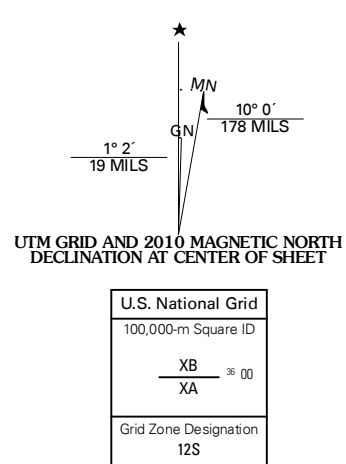 ★
MN
GN
10° 0´
178 MILS
1° 2´
19 MILS
UTM GRID AND 2010 MAGNETIC NORTH
DECLINATION AT CENTER OF SHEET
U.S. National Grid
100,000-m Square ID
XB
36 00
XA
Grid Zone Designation
12S